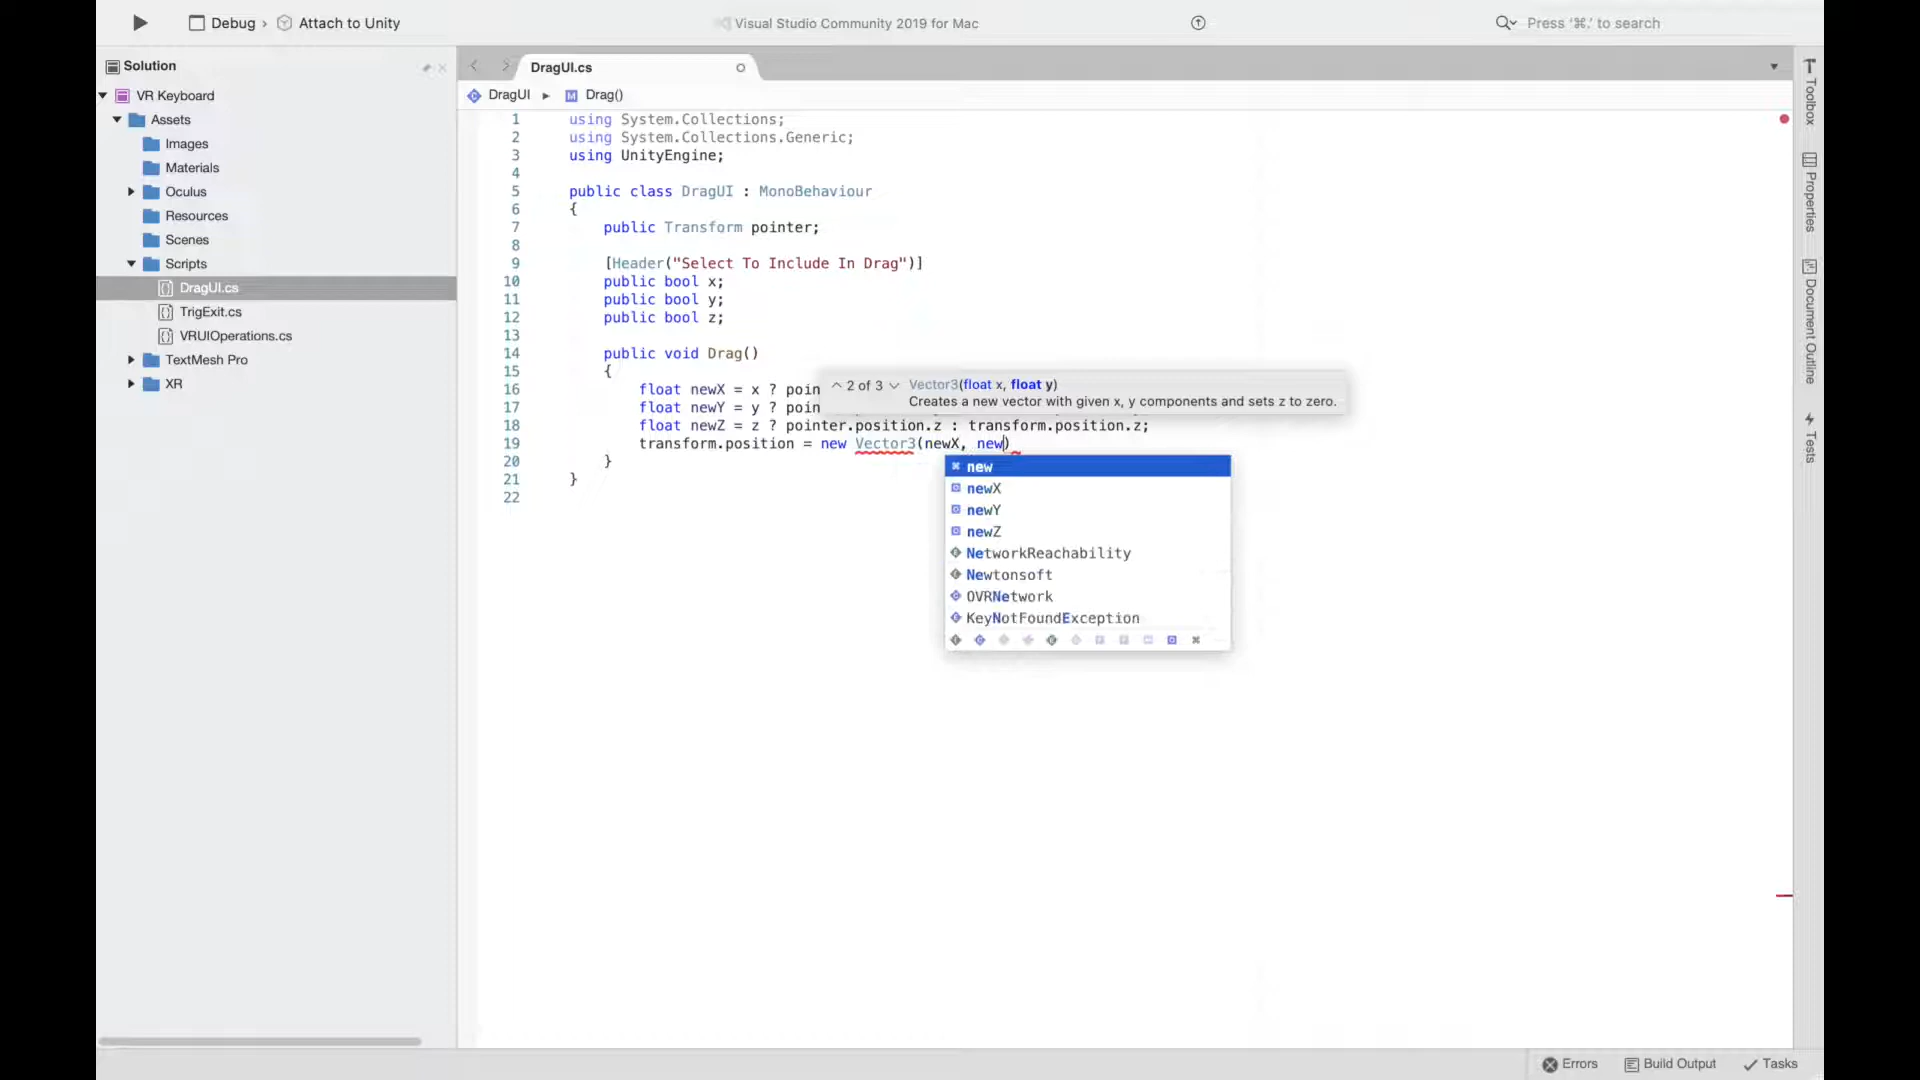 Debug › Attach to Unity
Visual Studio Community 2019 for Mac
Press '⌘.' to search
Solution
VR Keyboard
Assets
Images
Materials
Oculus
Resources
Scenes
Scripts
DragUI.cs
TrigExit.cs
VRUIOperations.cs
TextMesh Pro
XR
DragUI.cs
DragUI ▸ Drag()
1 using System.Collections;
2 using System.Collections.Generic;
3 using UnityEngine;
4
5 public class DragUI : MonoBehaviour
6 {
7 public Transform pointer;
8
9 [Header("Select To Include In Drag")]
10 public bool x;
11 public bool y;
12 public bool z;
13
14 public void Drag()
15 {
16 float newX = x ? poin
17 float newY = y ? poin
18 float newZ = z ? pointer.position.z : transform.position.z;
19 transform.position = new Vector3(newX, new)
20 }
21 }
22
2 of 3 Vector3(float x, float y)
Creates a new vector with given x, y components and sets z to zero.
new
newX
newY
newZ
NetworkReachability
Newtonsoft
OVRNetwork
KeyNotFoundException
Toolbox
Properties
Document Outline
Tests
Errors
Build Output
Tasks